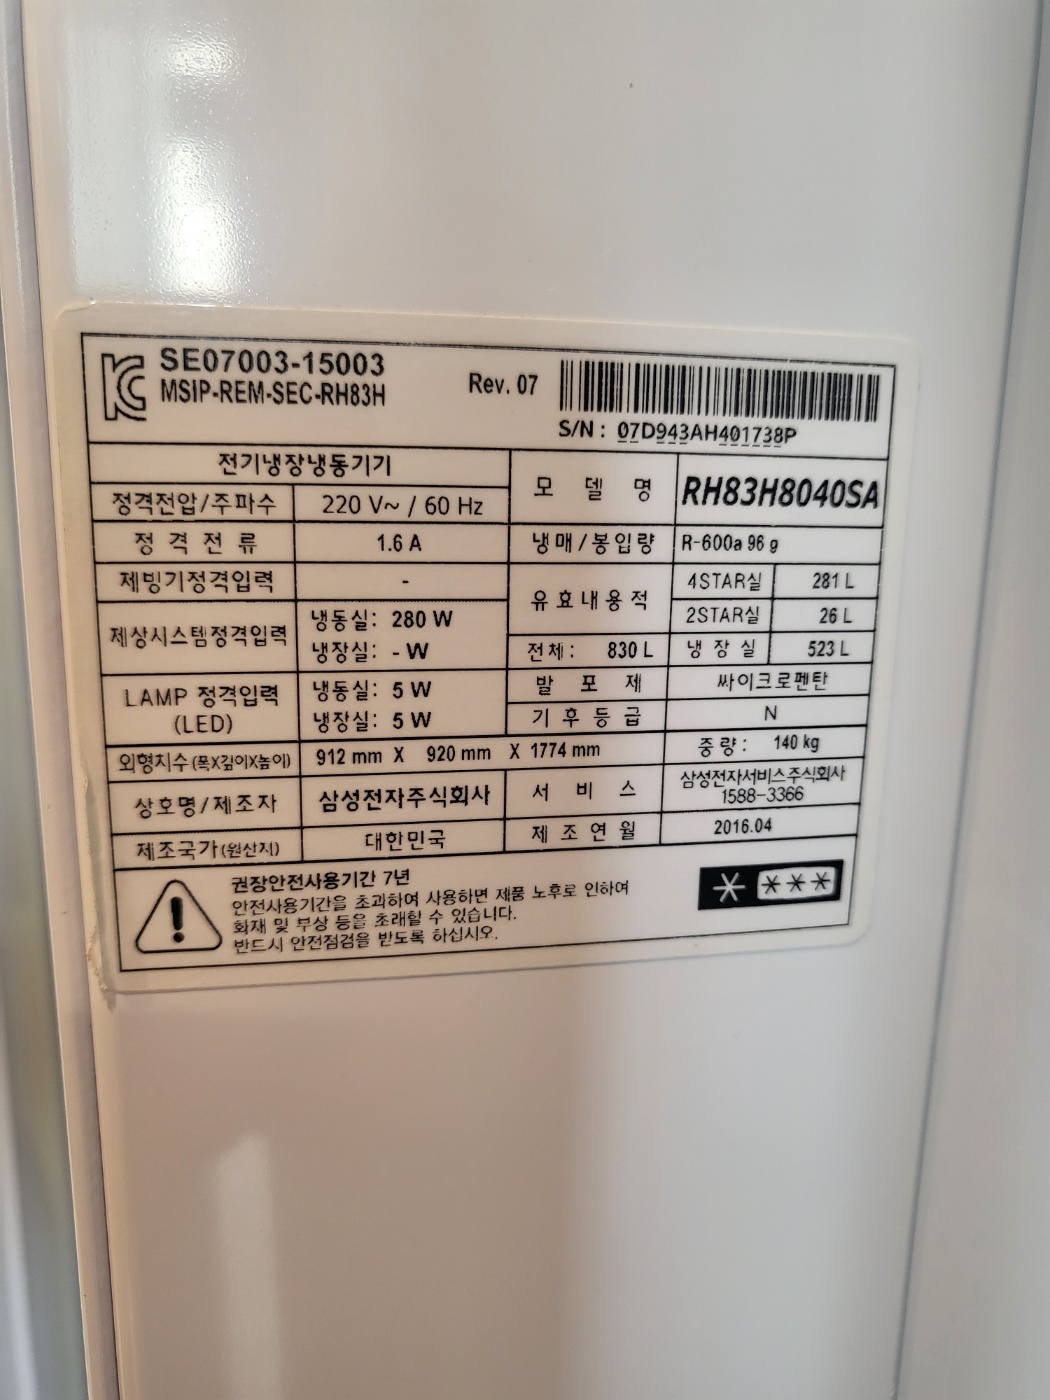 SE07003-15003
MSIP-REM-SEC-RH83H
Rev. 07
S/N : 07D943AH401738P
전기냉장냉동기기
모 델 명 RH83H8040SA
정격전압/주파수 220 V~ / 60 Hz
정 격 전 류 1.6 A
냉매/봉입량 R-600a 96 g
제빙기정격입력 -
유효내용적 4STAR실 281 L
2STAR실 26 L
전체 : 830 L 냉 장 실 523 L
제상시스템정격입력 냉동실: 280 W
냉장실: - W
발 포 제 싸이크로펜탄
LAMP 정격입력 (LED) 냉동실: 5 W
냉장실: 5 W
기후등급 N
외형치수(폭X깊이X높이) 912 mm X 920 mm X 1774 mm
중량 : 140 kg
상호명/제조자 삼성전자주식회사
서 비 스 삼성전자서비스주식회사
1588-3366
제조국가(원산지) 대한민국
제 조 연 월 2016.04
권장안전사용기간 7년
안전사용기간을 초과하여 사용하면 제품 노후로 인하여
화재 및 부상 등을 초래할 수 있습니다.
반드시 안전점검을 받도록 하십시오.